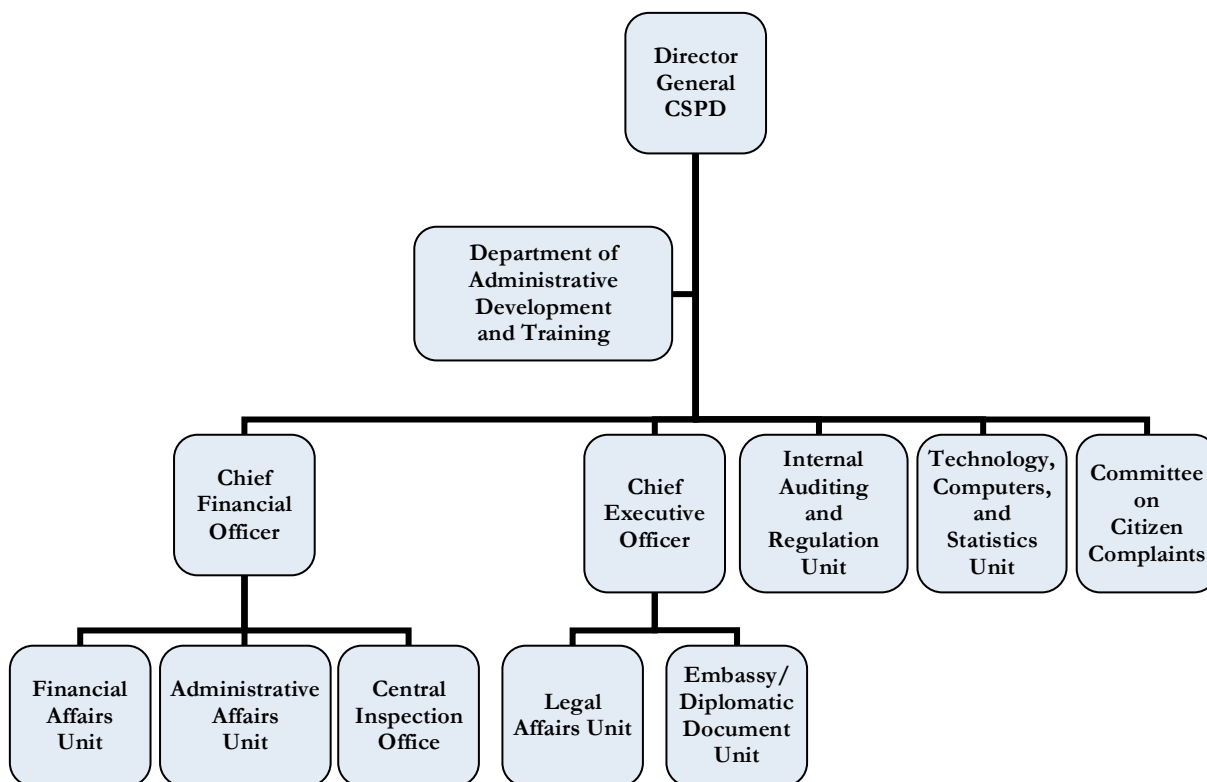 Director
General
CSPD
Department of
Administrative
Development
and Training
Chief
Financial
Officer
Chief
Executive
Officer
Internal
Auditing
and
Regulation
Unit
Technology,
Computers,
and
Statistics
Unit
Committee
on
Citizen
Complaints
Financial
Affairs
Unit
Administrative
Affairs
Unit
Central
Inspection
Office
Legal
Affairs Unit
Embassy/
Diplomatic
Document
Unit